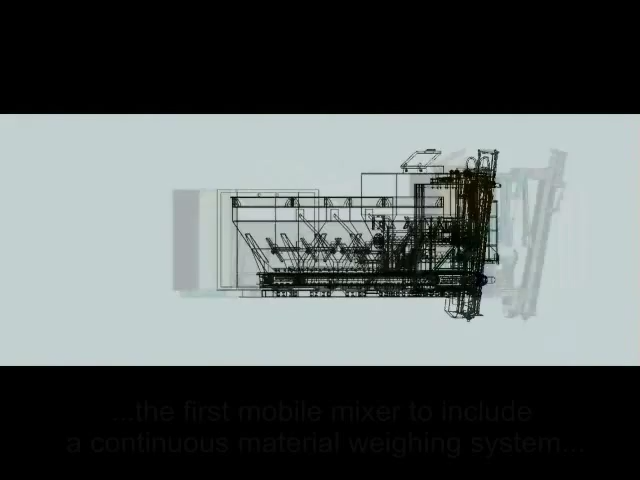 ...the first mobile mixer to include
a continuous material weighing system...